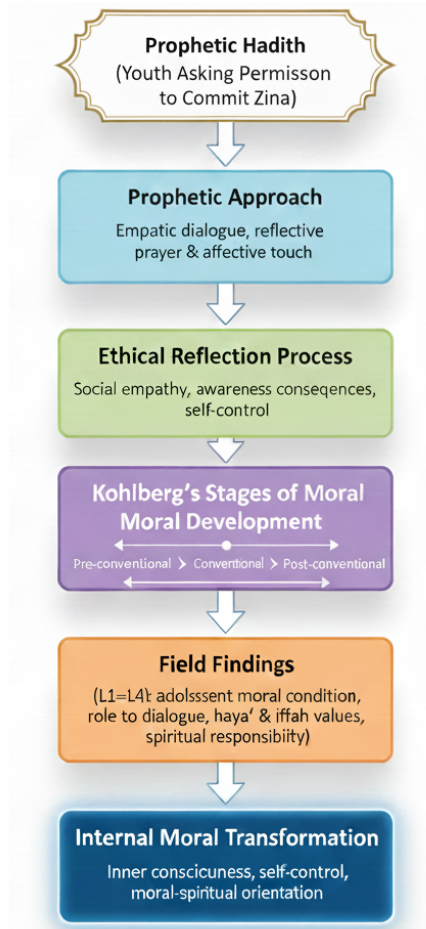 Prophetic Hadith
(Youth Asking Permisson
to Commit Zina)
Prophetic Approach
Empatic dialogue, reflective
prayer & affective touch
Ethical Reflection Process
Social empathy, awareness conseqences,
self-control
Kohlberg's Stages of Moral
Moral Development
Pre-conventional > Conventional > Post-conventional
Field Findings
(L1=L4): adolsssent moral condition,
role to dialogue, haya' & iffah values,
spiritual responsibiity)
Internal Moral Transformation
Inner conscicuness, self-control,
moral-spiritual orientation